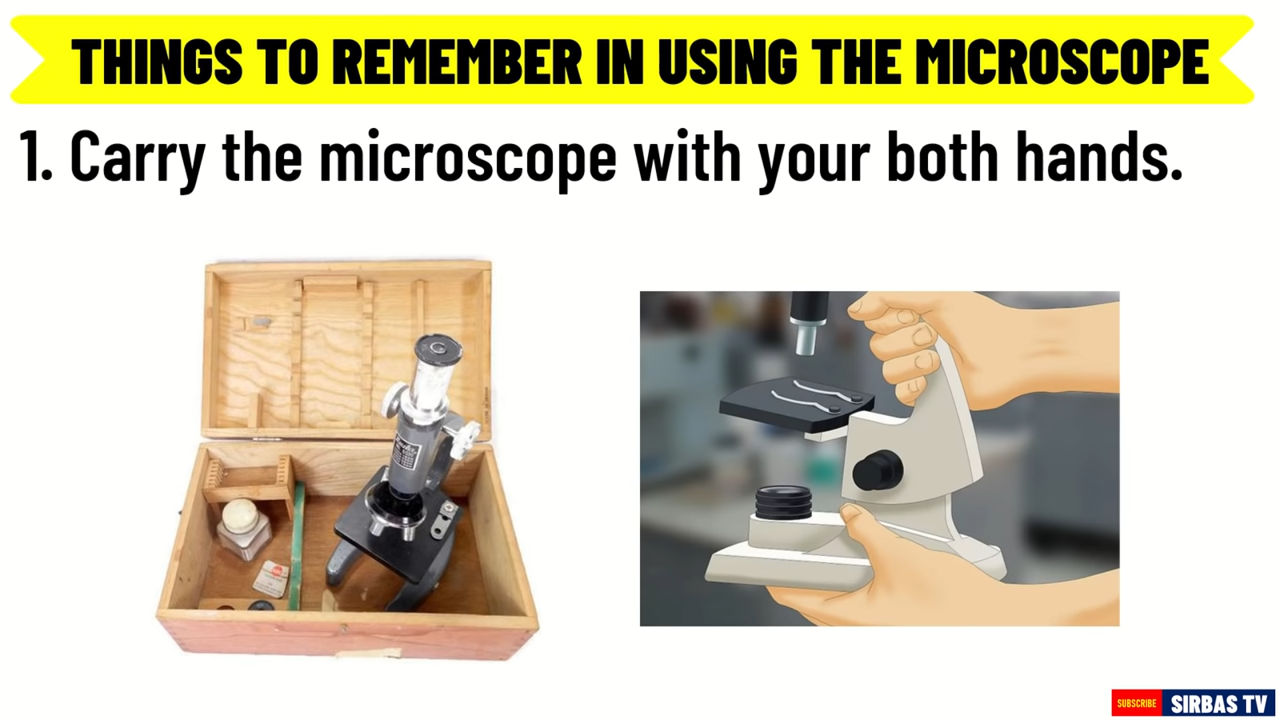 THINGS TO REMEMBER IN USING THE MICROSCOPE
1. Carry the microscope with your both hands.
SUBSCRIBE SIRBAS TV